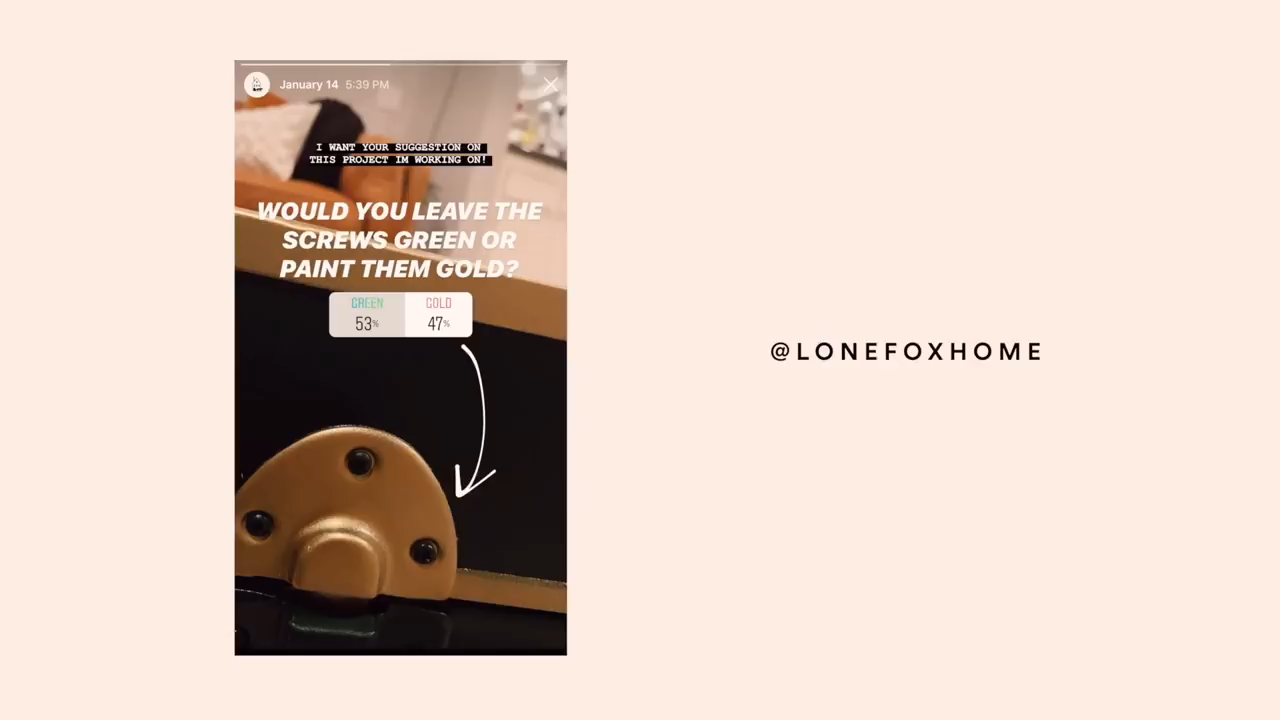 January 14 5:39 PM
I WANT YOUR SUGGESTION ON
THIS PROJECT IM WORKING ON!
WOULD YOU LEAVE THE
SCREWS GREEN OR
PAINT THEM GOLD?
GREEN GOLD
53% 47%
@LONEFOXHOME